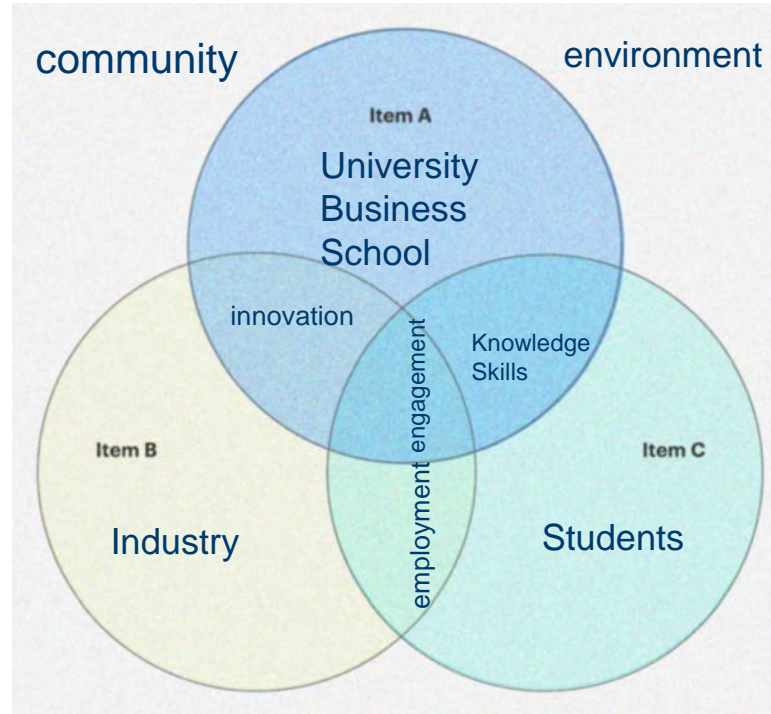 community
environment
Item A
University
Business
School
innovation
Knowledge
Skills
employment engagement
Item B
Item C
Industry
Students